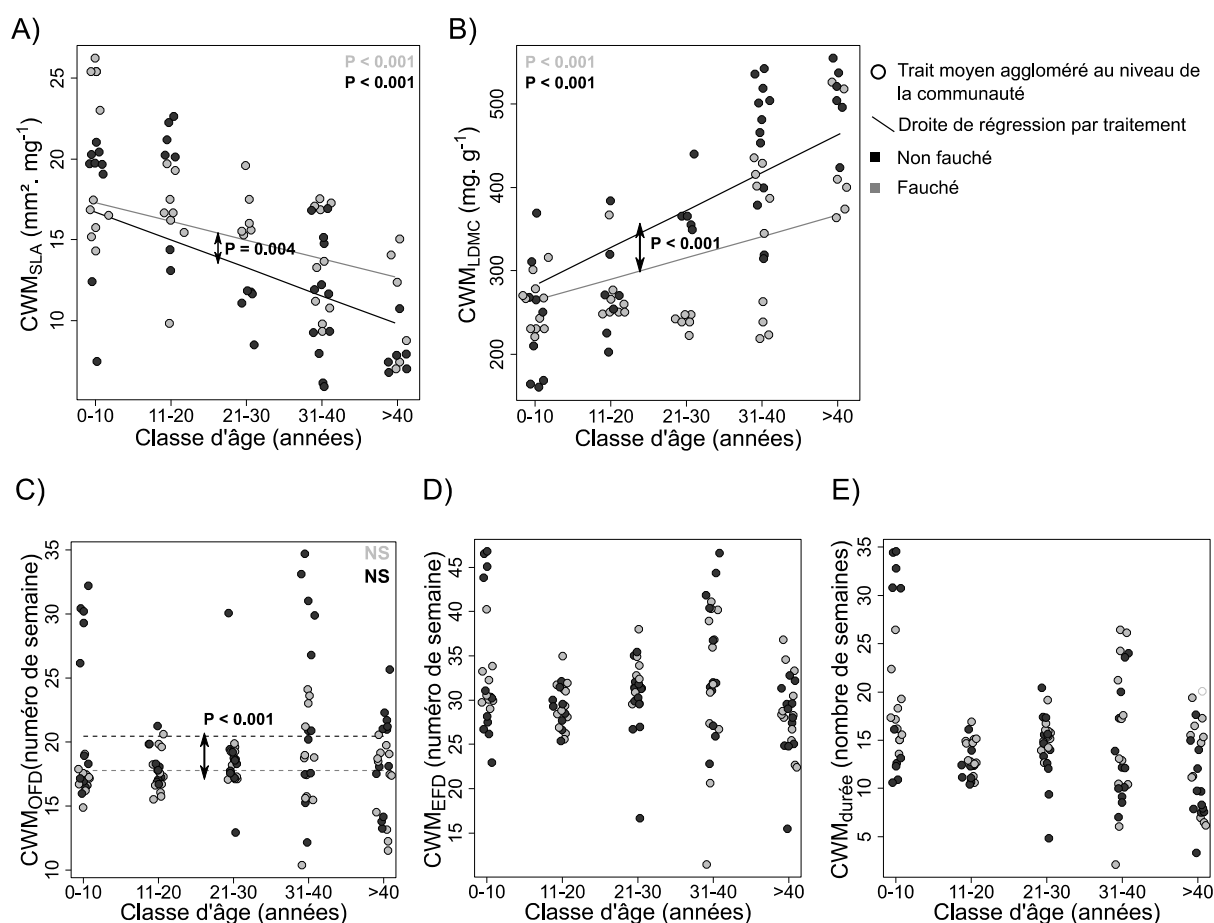 A)
CWM_SLA (mm². mg⁻¹)
25
20
15
10
P < 0.001
P < 0.001
P = 0.004
0-10 11-20 21-30 31-40 >40
Classe d'âge (années)
B)
CWM_LDMC (mg. g⁻¹)
500
400
300
200
P < 0.001
P < 0.001
P < 0.001
0-10 11-20 21-30 31-40 >40
Classe d'âge (années)
Trait moyen aggloméré au niveau de
la communauté
Droite de régression par traitement
Non fauché
Fauché
C)
CWM_OFD(numéro de semaine)
35
30
25
20
15
10
NS
NS
P < 0.001
0-10 11-20 21-30 31-40 >40
Classe d'âge (années)
D)
CWM_EFD (numéro de semaine)
45
40
35
30
25
20
15
0-10 11-20 21-30 31-40 >40
Classe d'âge (années)
E)
CWM_durée (nombre de semaines)
35
30
25
20
15
10
5
0-10 11-20 21-30 31-40 >40
Classe d'âge (années)